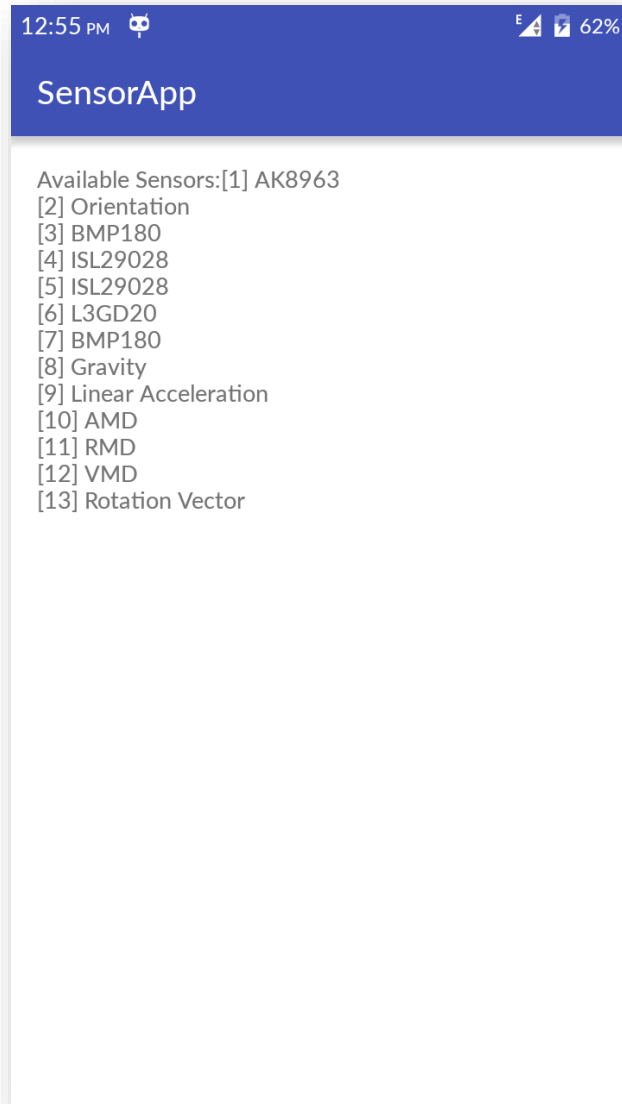 12:55 PM E 62%
SensorApp
Available Sensors:[1] AK8963
[2] Orientation
[3] BMP180
[4] ISL29028
[5] ISL29028
[6] L3GD20
[7] BMP180
[8] Gravity
[9] Linear Acceleration
[10] AMD
[11] RMD
[12] VMD
[13] Rotation Vector